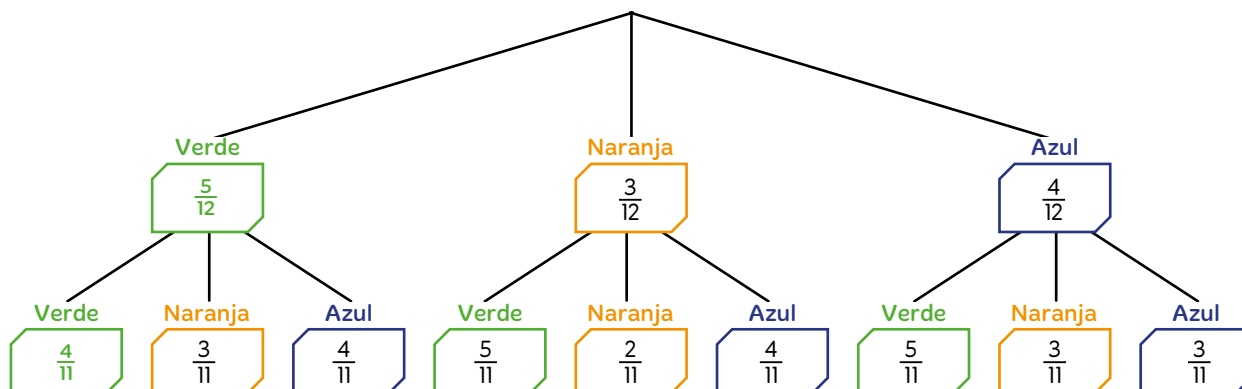 Verde Naranja Azul
5/12 3/12 4/12
Verde Naranja Azul Verde Naranja Azul Verde Naranja Azul
4/11 3/11 4/11 5/11 2/11 4/11 5/11 3/11 3/11